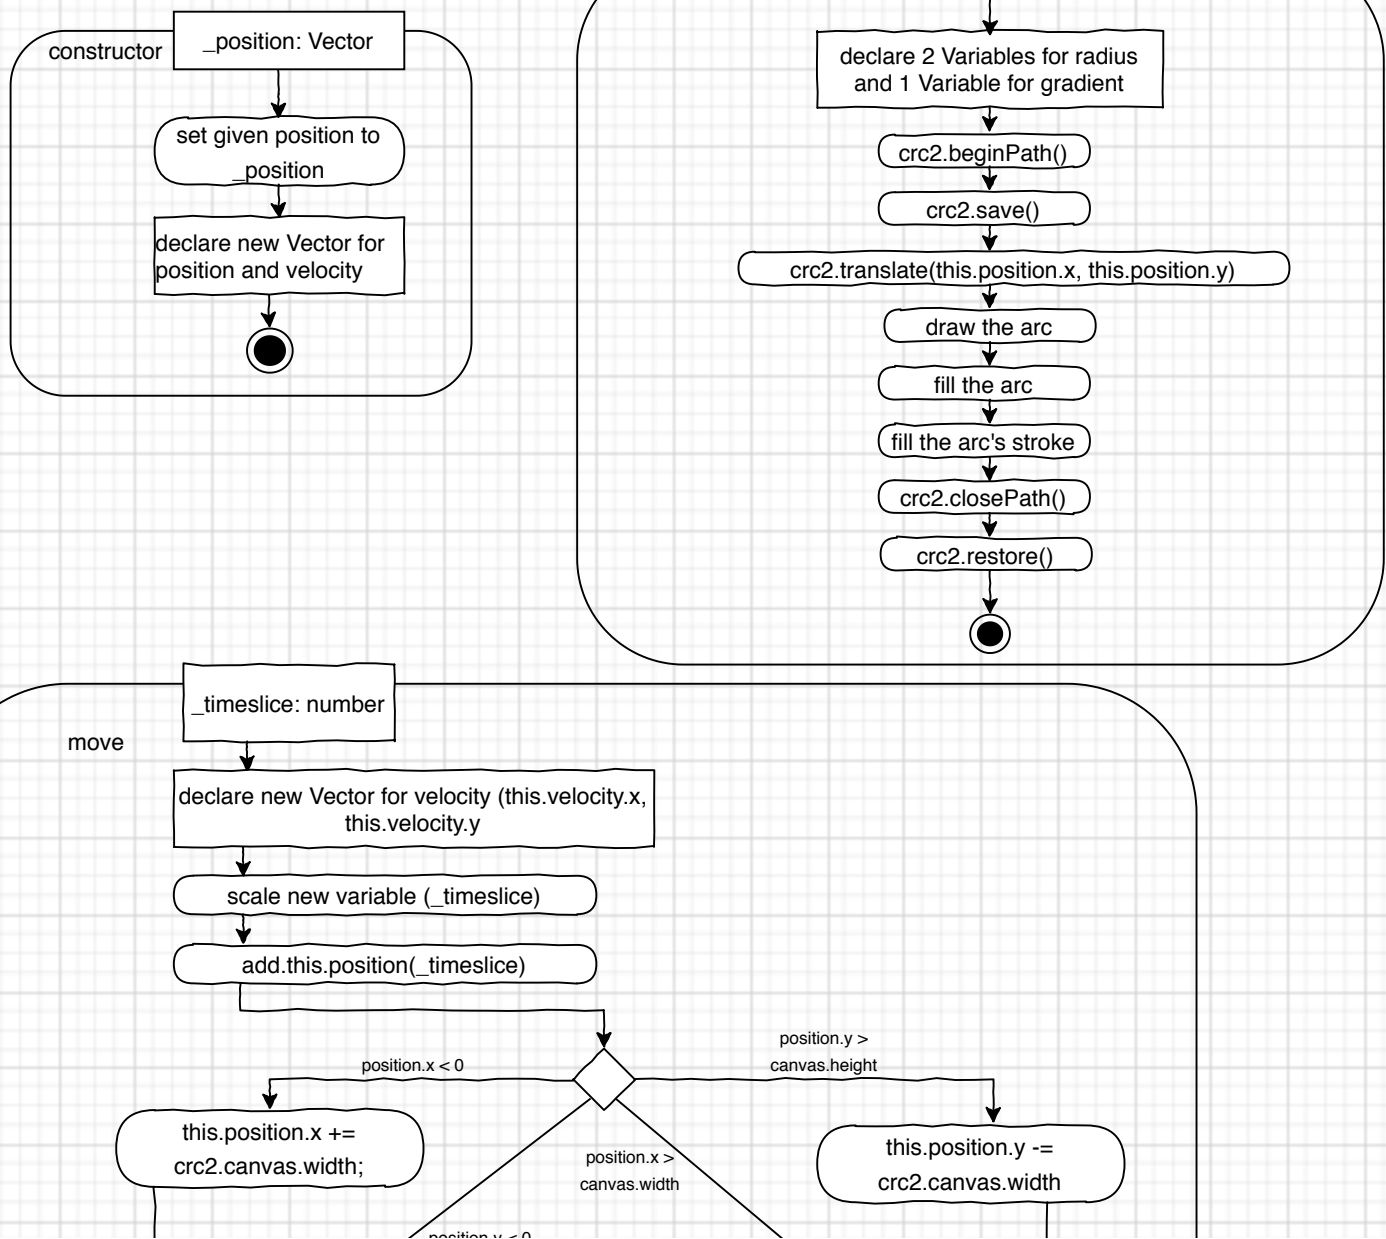 constructor
_position: Vector
set given position to
_position
declare new Vector for
position and velocity
declare 2 Variables for radius
and 1 Variable for gradient
crc2.beginPath()
crc2.save()
crc2.translate(this.position.x, this.position.y)
draw the arc
fill the arc
fill the arc's stroke
crc2.closePath()
crc2.restore()
_timeslice: number
move
declare new Vector for velocity (this.velocity.x,
this.velocity.y
scale new variable (_timeslice)
add.this.position(_timeslice)
position.x < 0
position.y >
canvas.height
this.position.x +=
crc2.canvas.width;
position.x >
canvas.width
this.position.y -=
crc2.canvas.width
position.y < 0